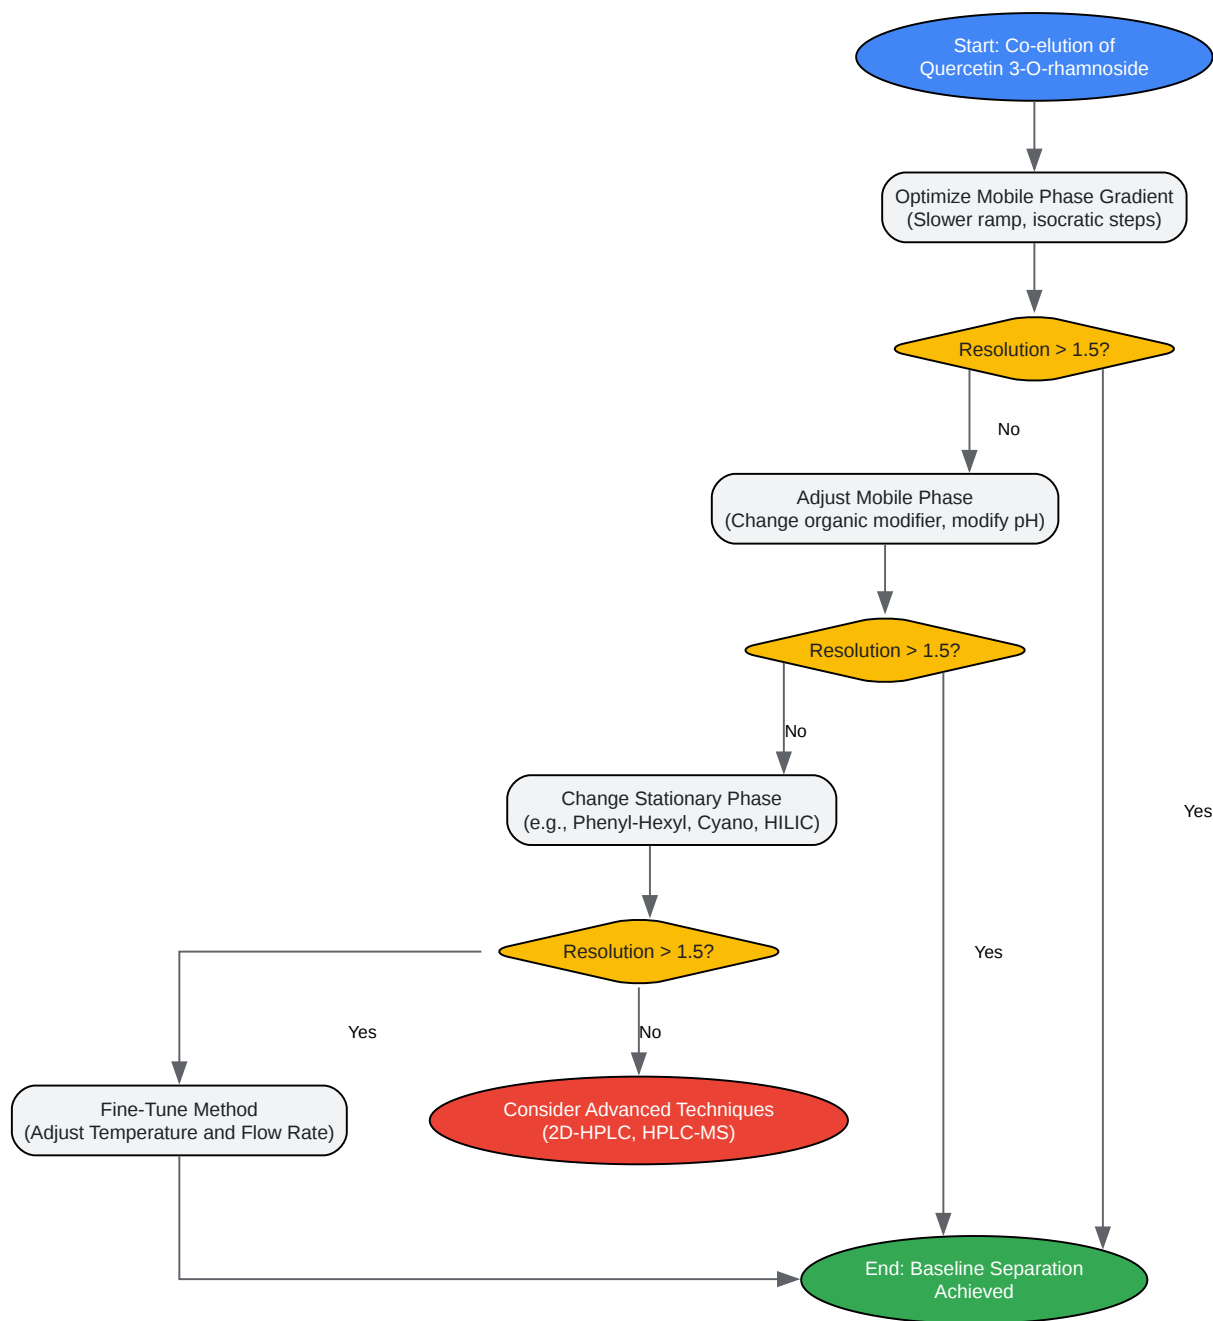 Start: Co-elution of
Quercetin 3-O-rhamnoside
Optimize Mobile Phase Gradient
(Slower ramp, isocratic steps)
Resolution > 1.5?
No
Adjust Mobile Phase
(Change organic modifier, modify pH)
Resolution > 1.5?
No
Change Stationary Phase
(e.g., Phenyl-Hexyl, Cyano, HILIC)
Yes
Resolution > 1.5?
Yes
Yes
No
Fine-Tune Method
(Adjust Temperature and Flow Rate)
Consider Advanced Techniques
(2D-HPLC, HPLC-MS)
End: Baseline Separation
Achieved